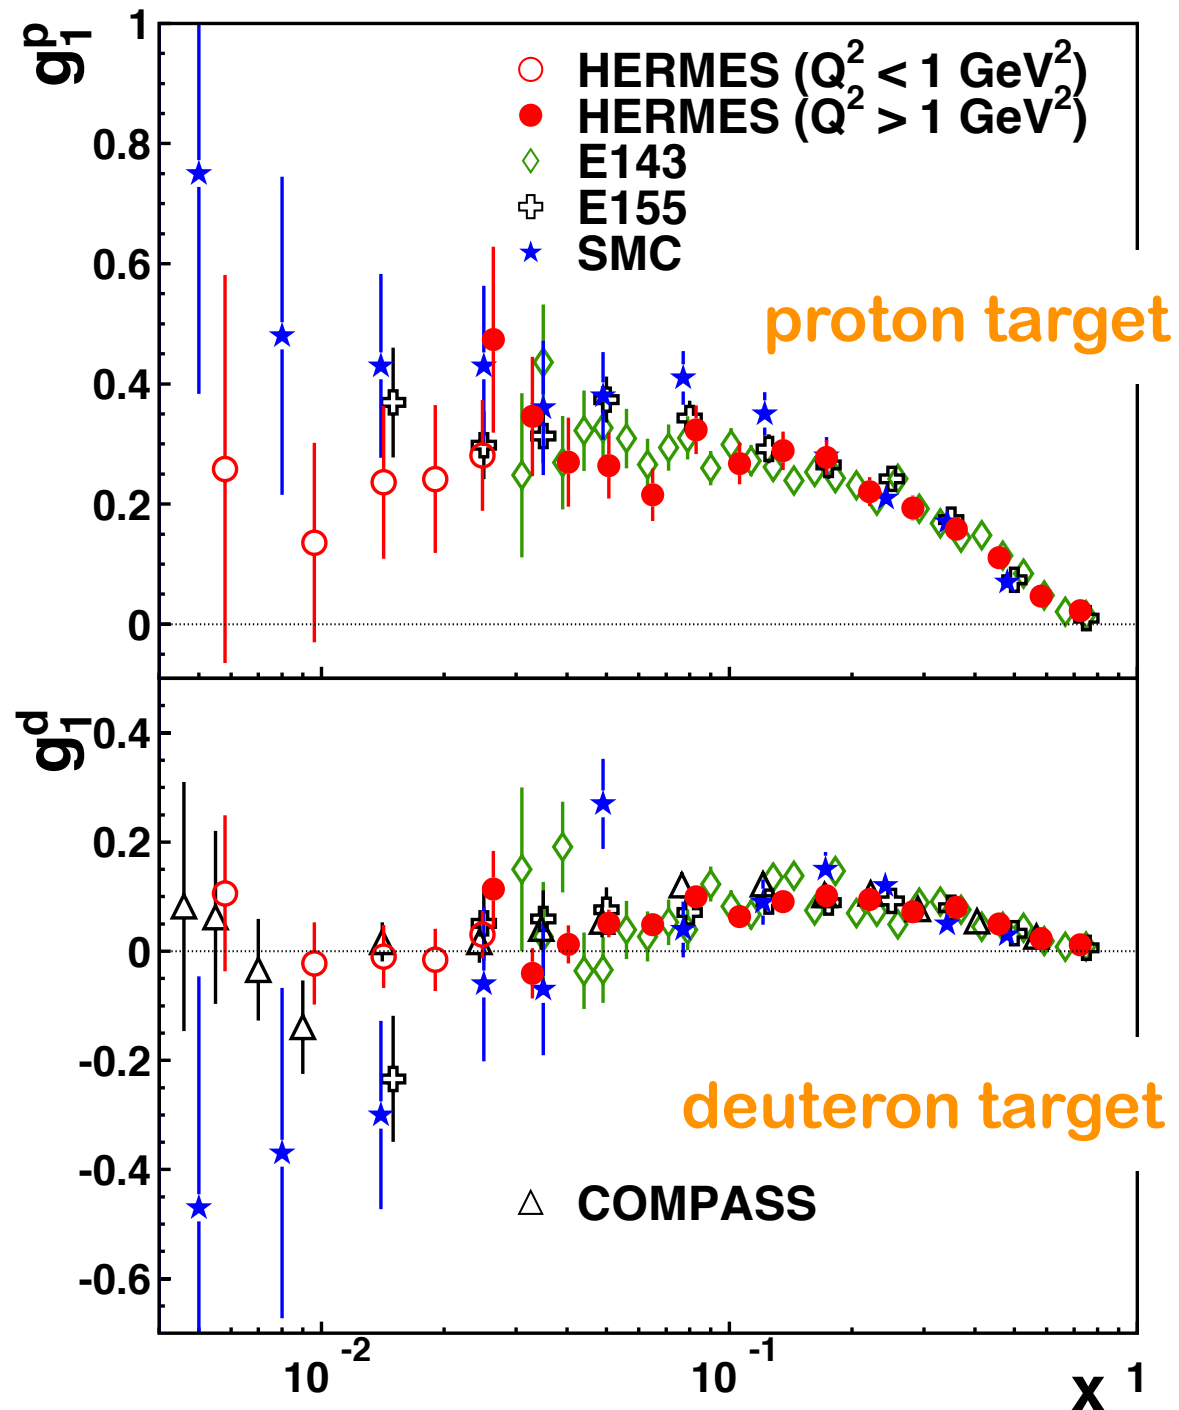 g₁ᵖ
1
HERMES (Q² < 1 GeV²)
HERMES (Q² > 1 GeV²)
0.8
E143
E155
SMC
0.6
proton target
0.4
0.2
0
g₁ᵈ
0.4
0.2
0
-0.2
deuteron target
-0.4
COMPASS
-0.6
10⁻² 10⁻¹ x 1